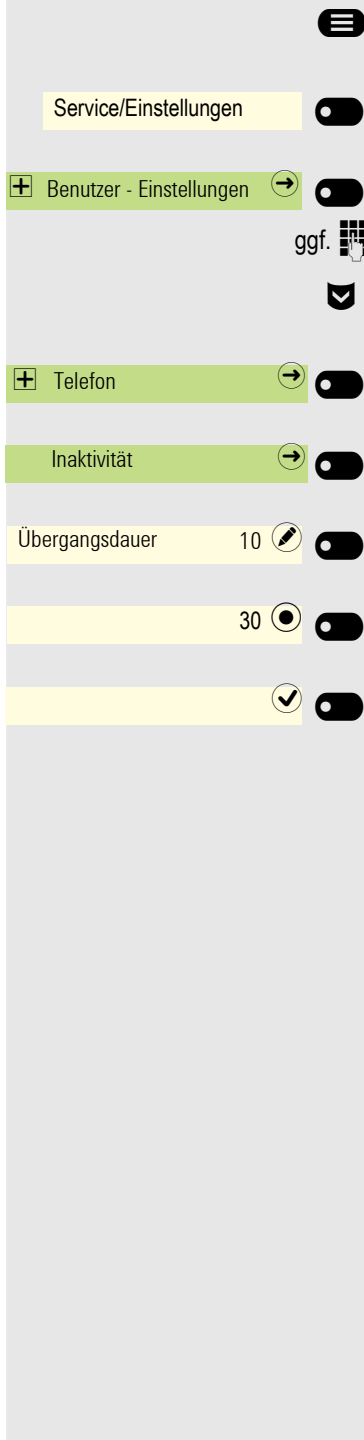 Service/Einstellungen
Benutzer - Einstellungen
ggf.
Telefon
Inaktivität
Übergangsdauer 10
30